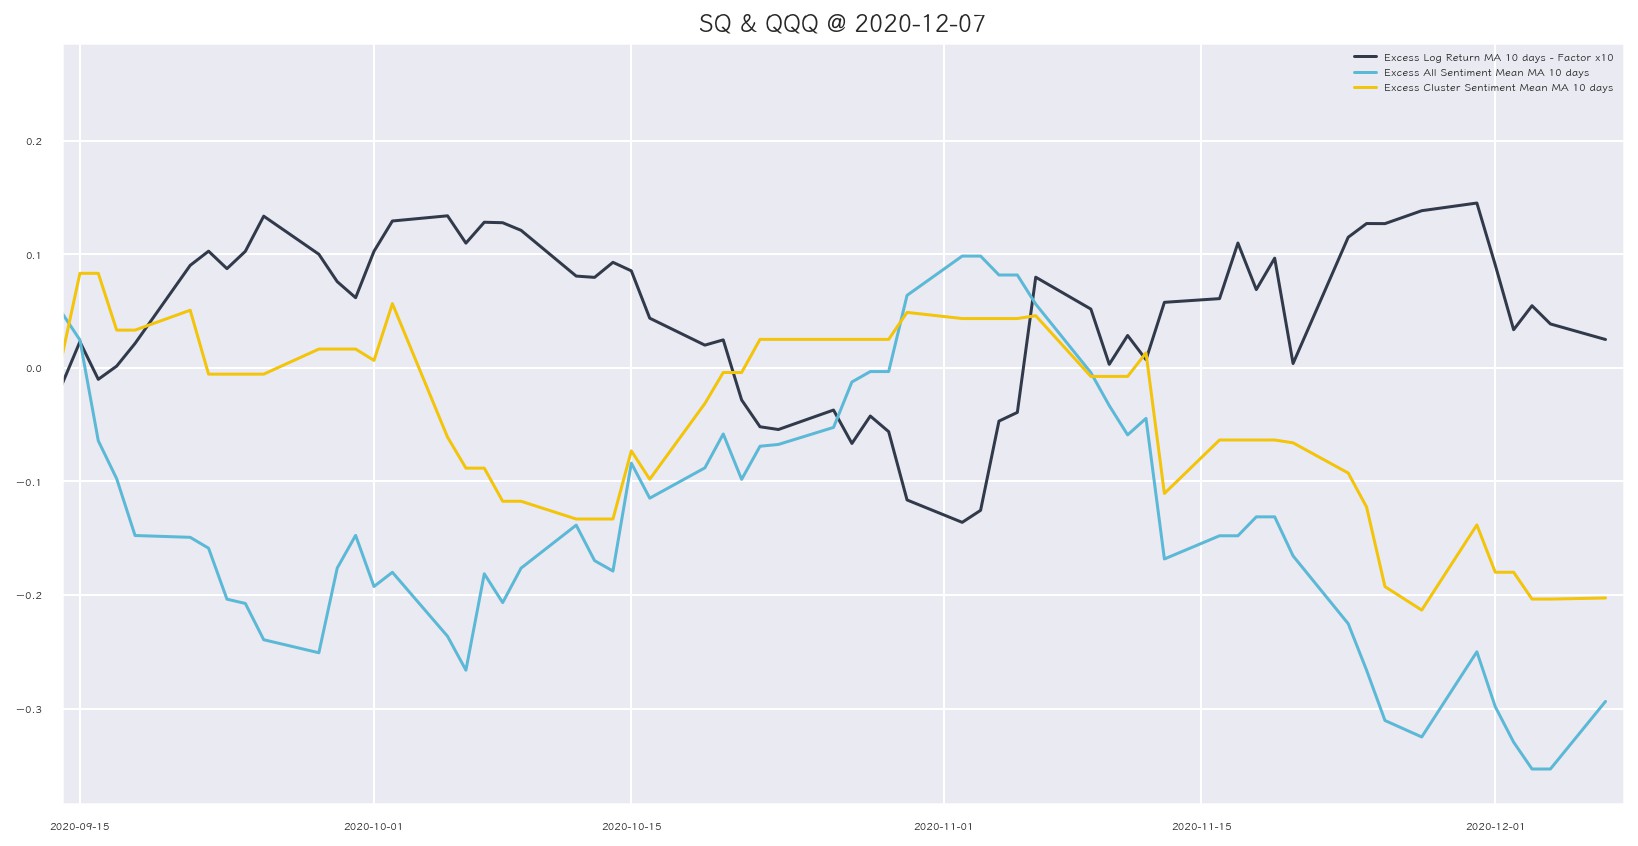 SQ & QQQ @ 2020-12-07
Excess Log Return MA 10 days - Factor x10
Excess All Sentiment Mean MA 10 days
Excess Cluster Sentiment Mean MA 10 days
0.2
0.1
0.0
−0.1
−0.2
−0.3
2020-09-15 2020-10-01 2020-10-15 2020-11-01 2020-11-15 2020-12-01